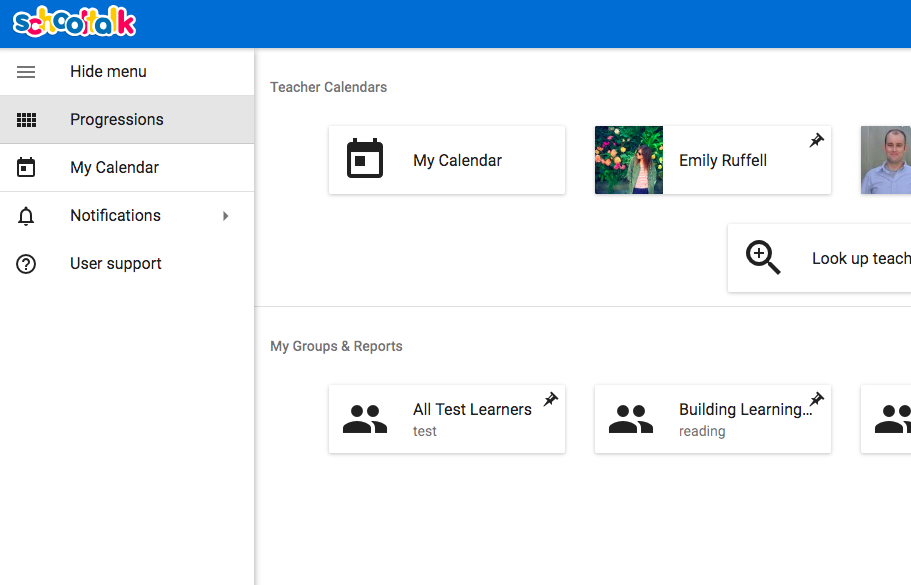 schooltalk
Hide menu
Progressions
My Calendar
Notifications
User support
Teacher Calendars
My Calendar
Emily Ruffell
Look up teach
My Groups & Reports
All Test Learners
test
Building Learning...
reading